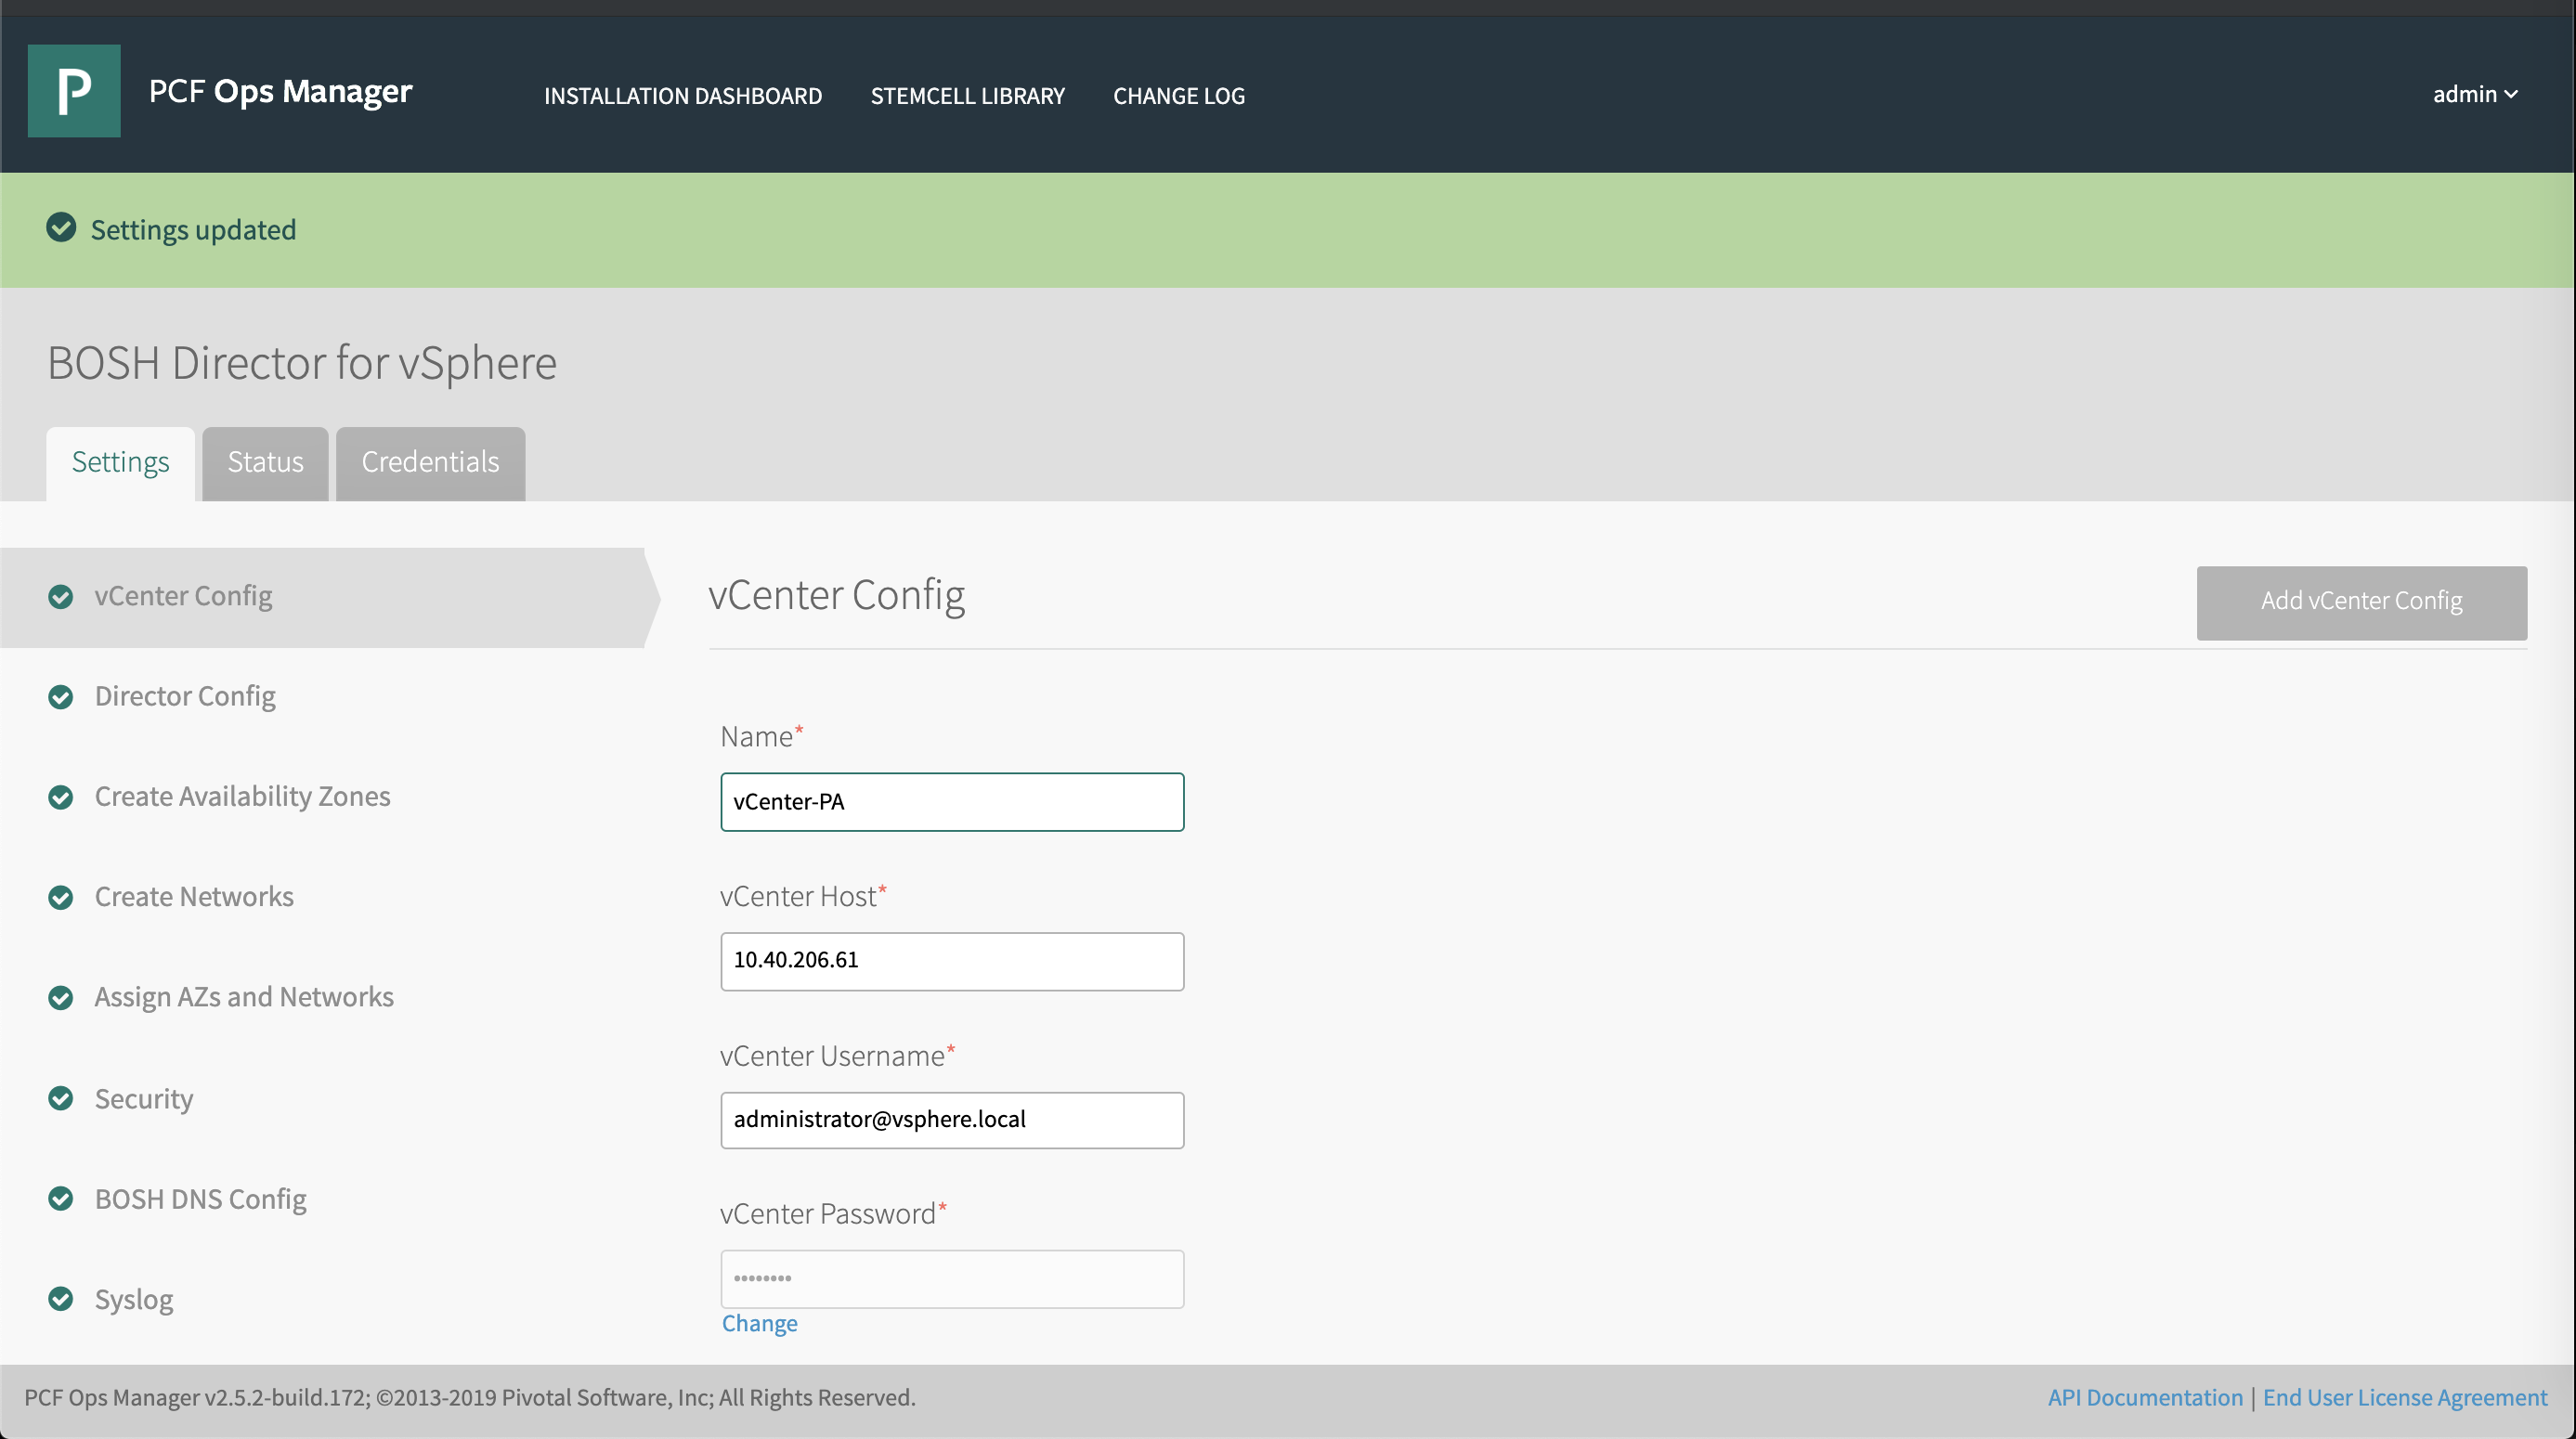 P
PCF Ops Manager
INSTALLATION DASHBOARD
STEMCELL LIBRARY
CHANGE LOG
admin
Settings updated
BOSH Director for vSphere
Settings
Status
Credentials
vCenter Config
Director Config
Create Availability Zones
Create Networks
Assign AZs and Networks
Security
BOSH DNS Config
Syslog
vCenter Config
Add vCenter Config
Name*
vCenter-PA
vCenter Host*
10.40.206.61
vCenter Username*
administrator@vsphere.local
vCenter Password*
••••••••
Change
PCF Ops Manager v2.5.2-build.172; ©2013-2019 Pivotal Software, Inc; All Rights Reserved.
API Documentation | End User License Agreement